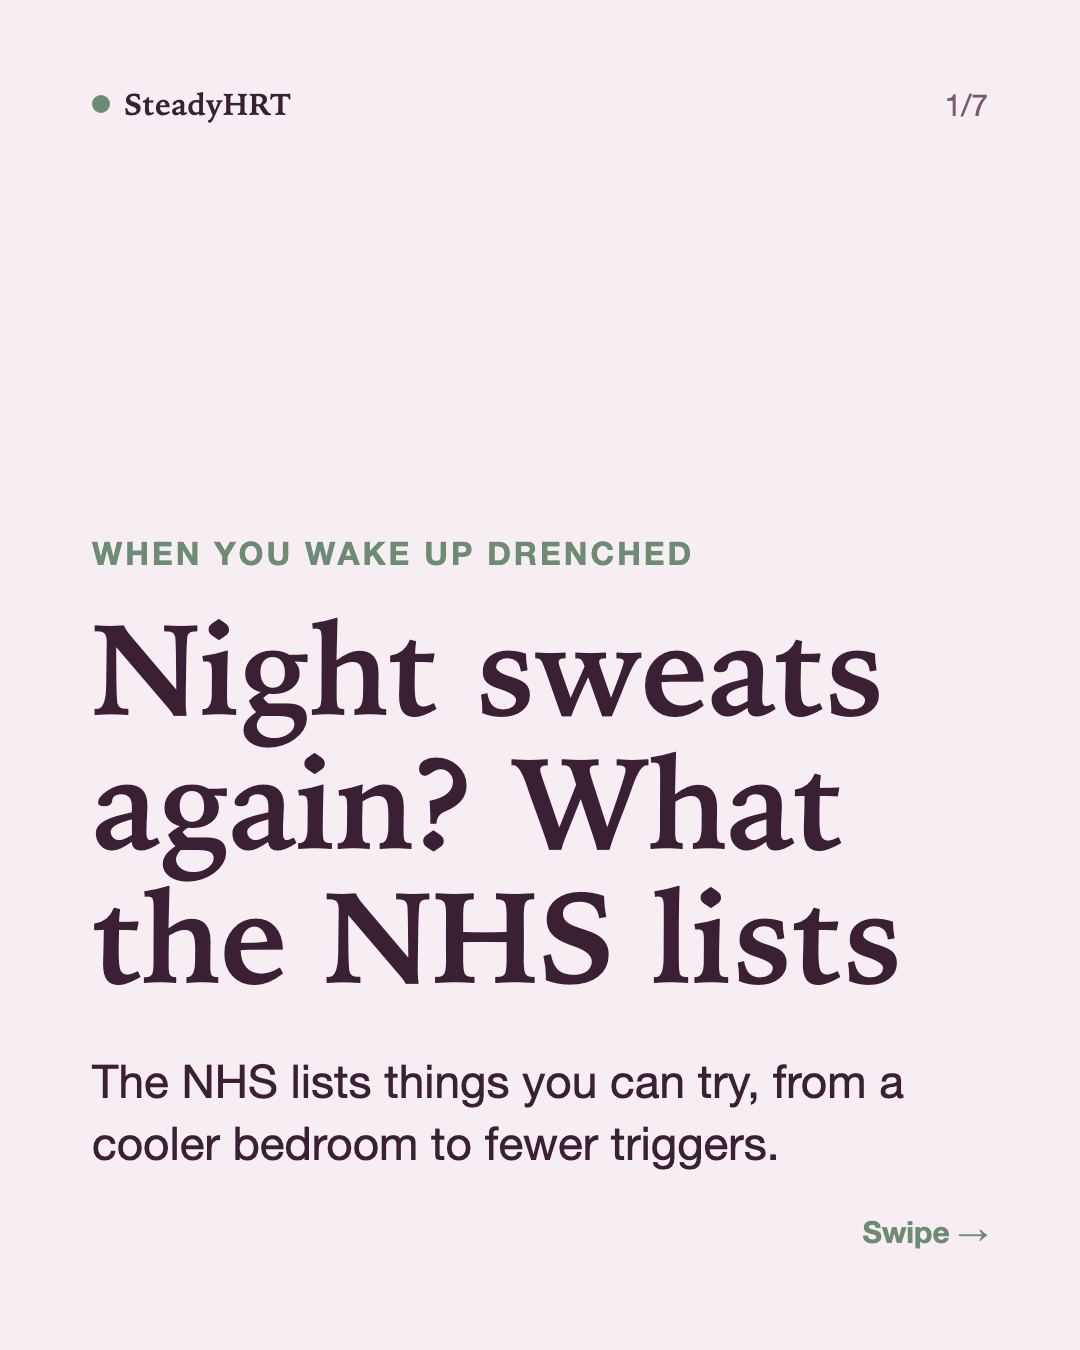 SteadyHRT
1/7
WHEN YOU WAKE UP DRENCHED
Night sweats
again? What
the NHS lists
The NHS lists things you can try, from a
cooler bedroom to fewer triggers.
Swipe →